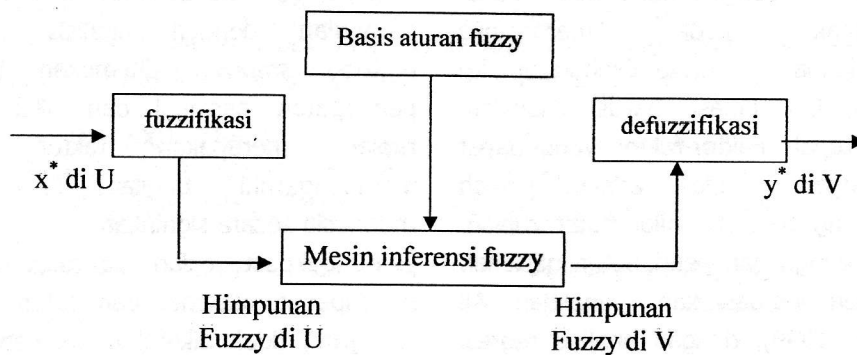 Basis aturan fuzzy
fuzzifikasi
defuzzifikasi
x* di U
y* di V
Mesin inferensi fuzzy
Himpunan
Fuzzy di U
Himpunan
Fuzzy di V